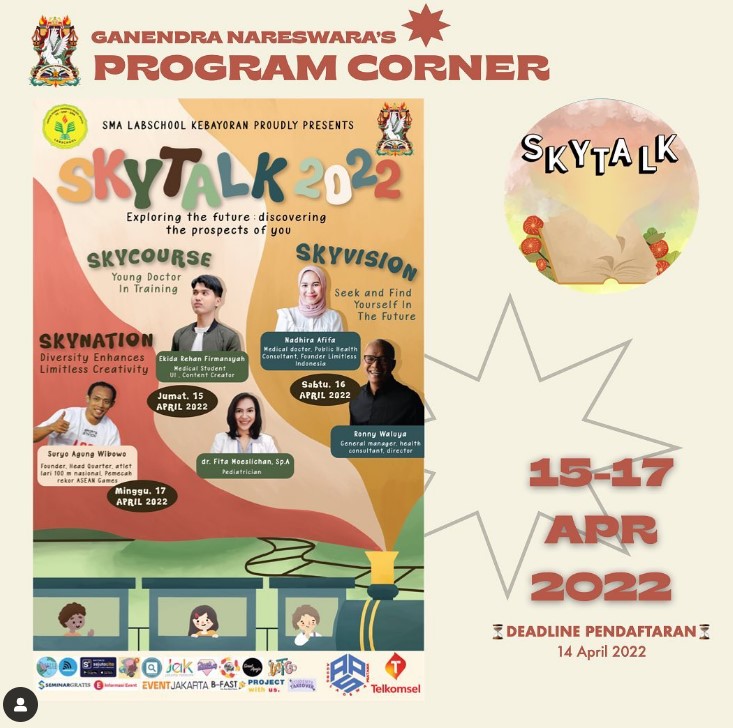 GANENDRA NARESWARA'S
PROGRAM CORNER
SMA LABSCHOOL KEBAYORAN PROUDLY PRESENTS
SKYTALK 2022
Exploring the future : discovering
the prospects of you
SKYCOURSE
Young Doctor
In Training
Ekida Rehan Firmansyah
Medical Student
UI , Content Creator
Jumat, 15
APRIL 2022
dr. Fita Moeslichan, Sp.A
Pediatrician
SKYVISION
Seek and Find
Yourself In
The Future
Nadhira Afifa
Medical doctor, Public Health
Consultant, Founder Limitless
Indonesia
Sabtu, 16
APRIL 2022
Ronny Waluya
General manager, health
consultant, director
SKYNATION
Diversity Enhances
Limitless Creativity
Suryo Agung Wibowo
Founder, Head Quarter, atlet
lari 100 m nasional, Pemecah
rekor ASEAN Games
Minggu, 17
APRIL 2022
jak
SEMINARGRATIS
Informasi Event
EVENTJAKARTA
B-FAST
PROJECT
with us.
Telkomsel
SKYTALK
15-17
APR
2022
DEADLINE PENDAFTARAN
14 April 2022